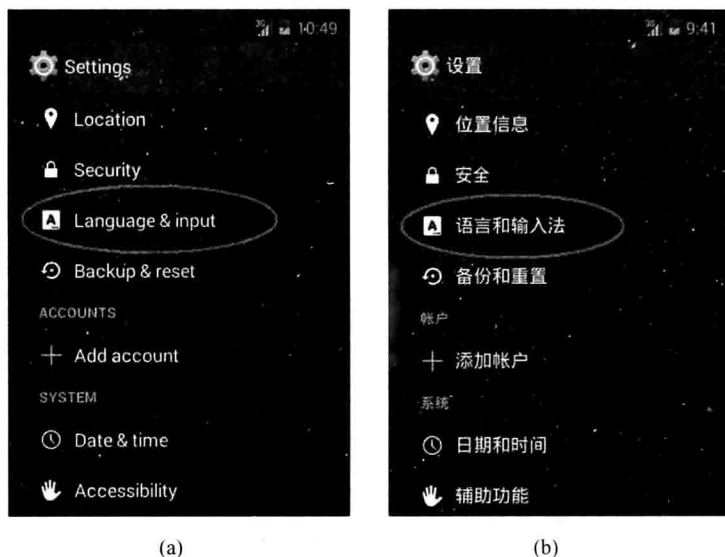 3G 10:49
Settings
Location
Security
Language & input
Backup & reset
ACCOUNTS
Add account
SYSTEM
Date & time
Accessibility
(a)
3G 9:41
设置
位置信息
安全
语言和输入法
备份和重置
帐户
添加帐户
系统
日期和时间
辅助功能
(b)